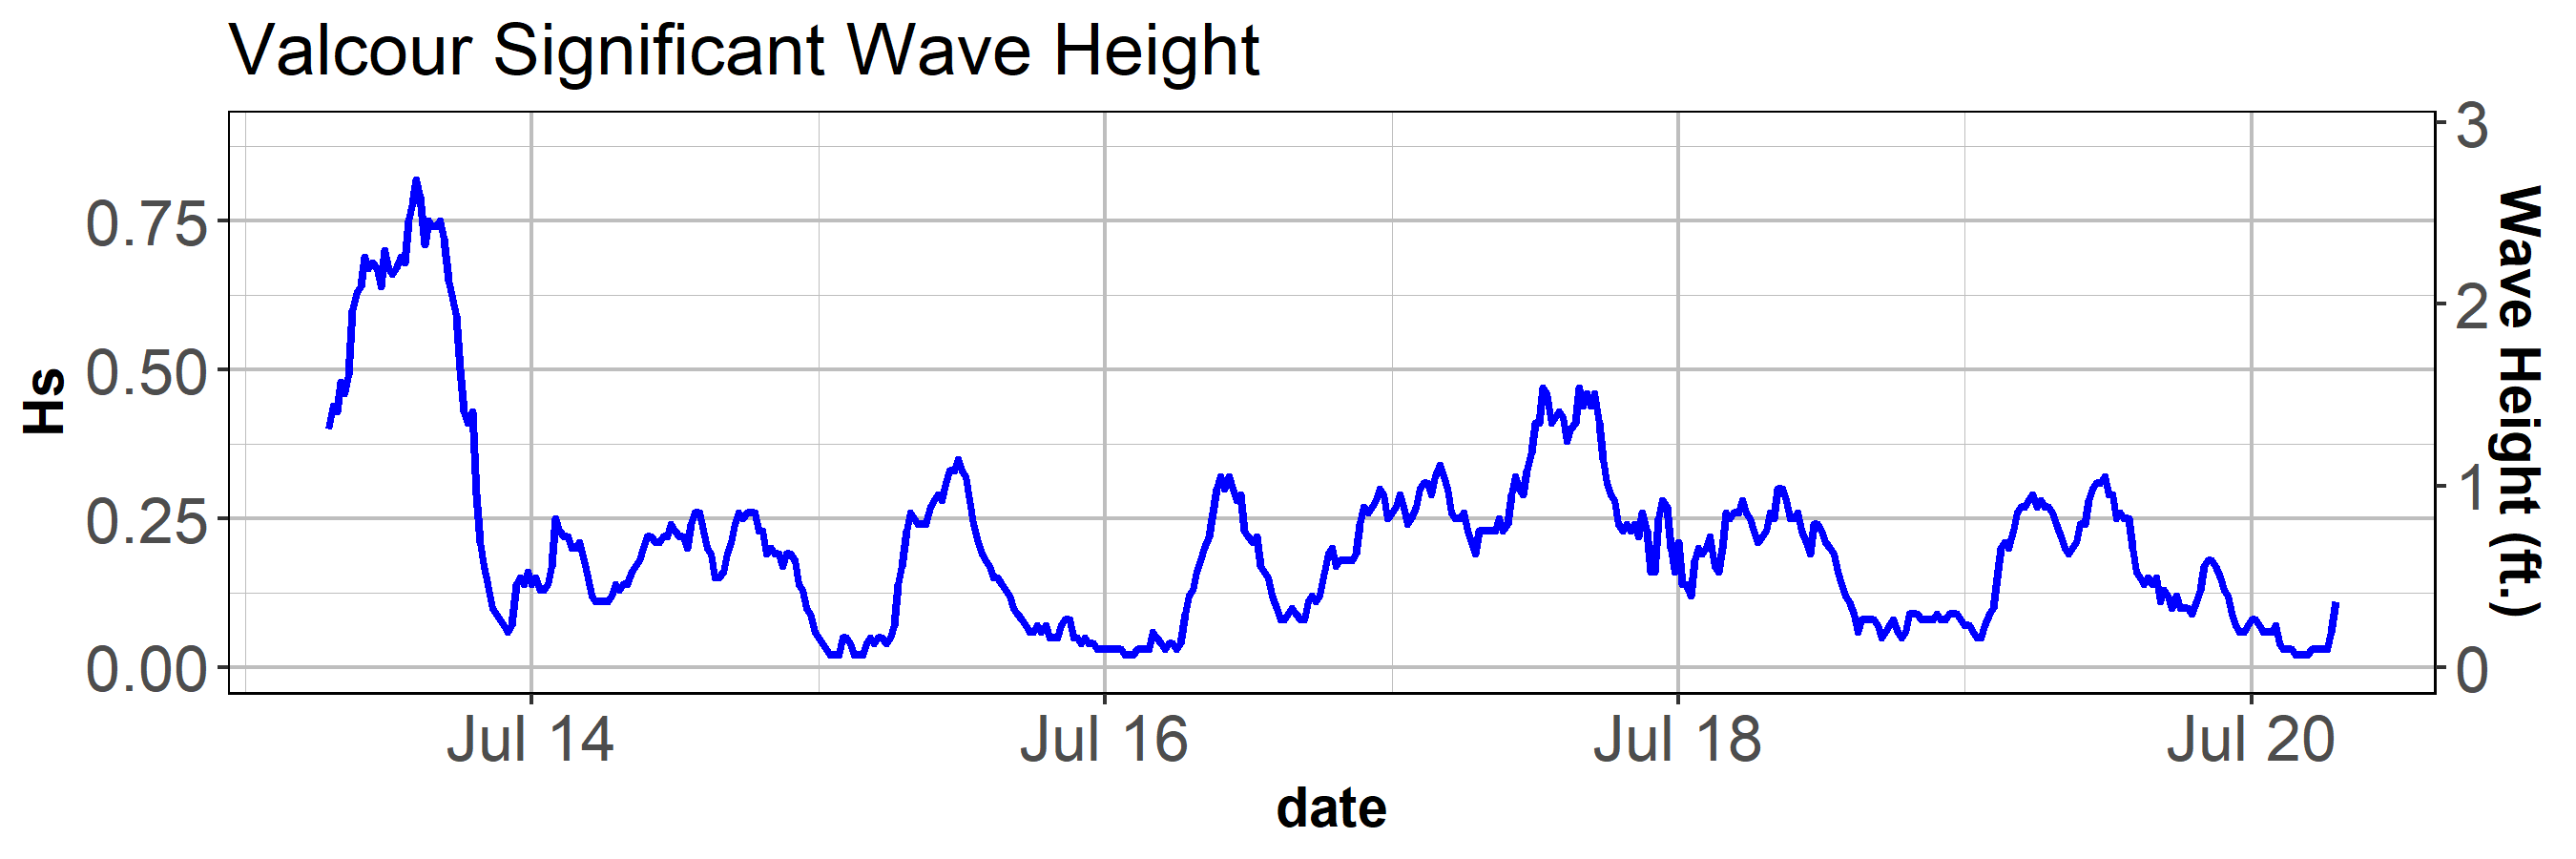 Valcour Significant Wave Height
Hs
0.75
0.50
0.25
0.00
3
2
1
0
Wave Height (ft.)
Jul 14
Jul 16
Jul 18
Jul 20
date